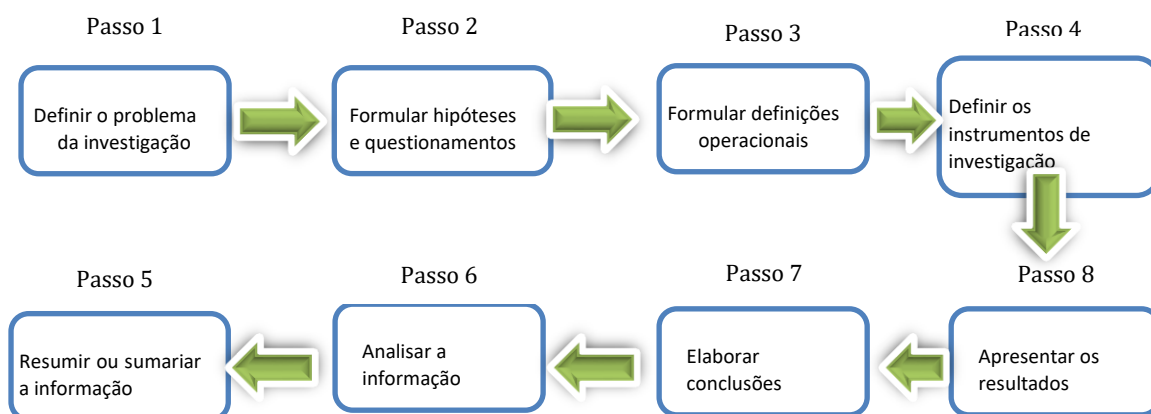 Passo 1
Passo 2
Passo 3
Passo 4
Definir o problema
da investigação
Formular hipóteses
e questionamentos
Formular definições
operacionais
Definir os
instrumentos de
investigação
Passo 5
Passo 6
Passo 7
Passo 8
Resumir ou sumariar
a informação
Analisar a
informação
Elaborar
conclusões
Apresentar os
resultados